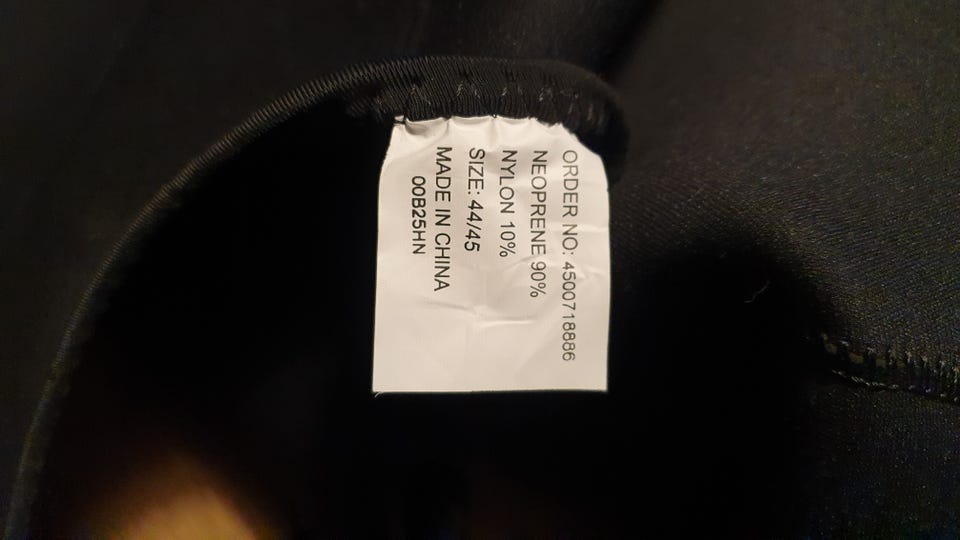 ORDER NO: 4500718886
NEOPRENE 90%
NYLON 10%
SIZE: 44/45
MADE IN CHINA
00B25HN